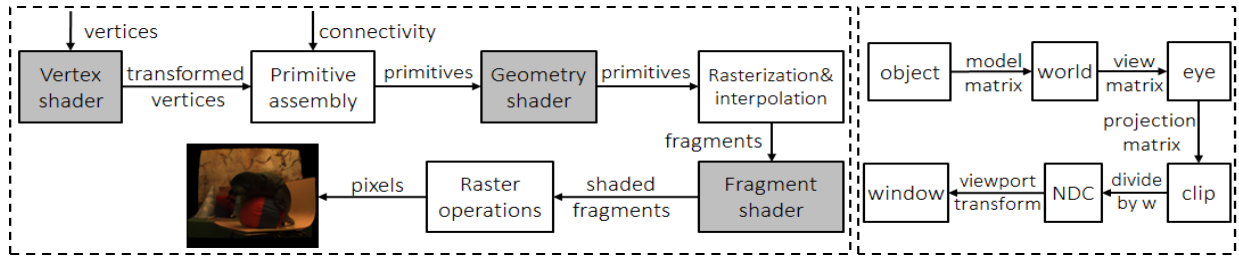 vertices
connectivity
Vertex
shader
transformed
vertices
Primitive
assembly
primitives
Geometry
shader
primitives
Rasterization&
interpolation
fragments
pixels
Raster
operations
shaded
fragments
Fragment
shader
object
model
matrix
world
view
matrix
eye
projection
matrix
window
viewport
transform
NDC
divide
by w
clip